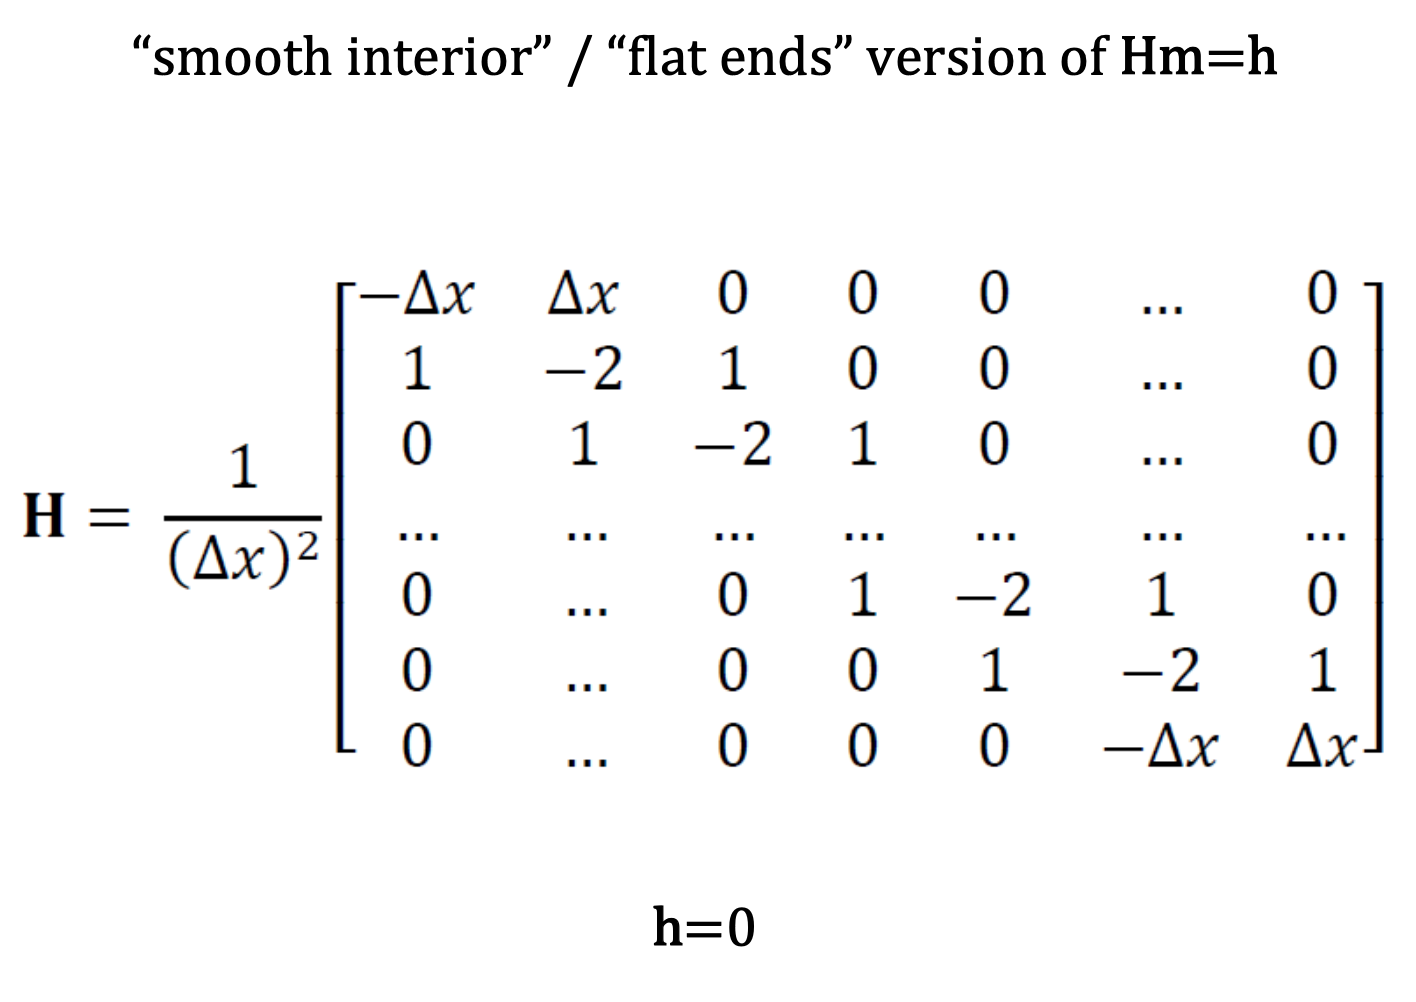 “smooth interior” / “flat ends” version of Hm=h
H = 1/(Δx)² [
−Δx Δx 0 0 0 ... 0
1 −2 1 0 0 ... 0
0 1 −2 1 0 ... 0
... ... ... ... ... ... ...
0 ... 0 1 −2 1 0
0 ... 0 0 1 −2 1
0 ... 0 0 0 −Δx Δx ]
h=0